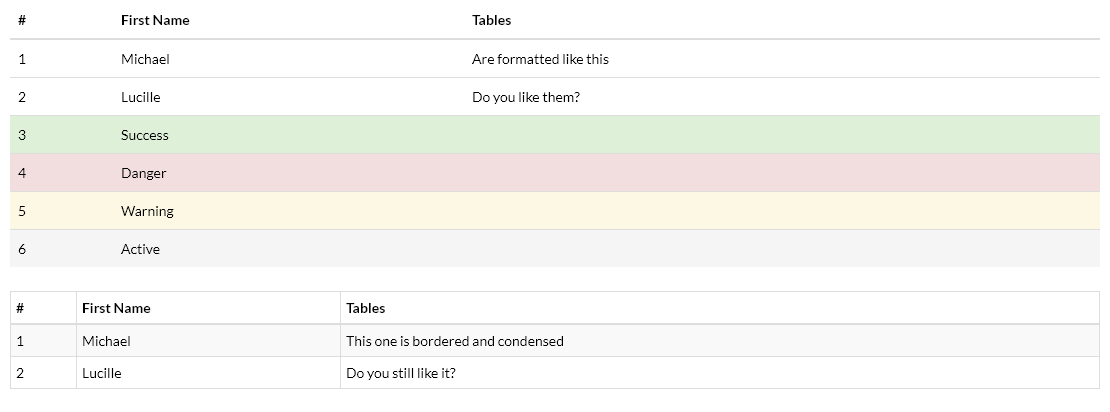 # First Name Tables
1 Michael Are formatted like this
2 Lucille Do you like them?
3 Success
4 Danger
5 Warning
6 Active
# First Name Tables
1 Michael This one is bordered and condensed
2 Lucille Do you still like it?